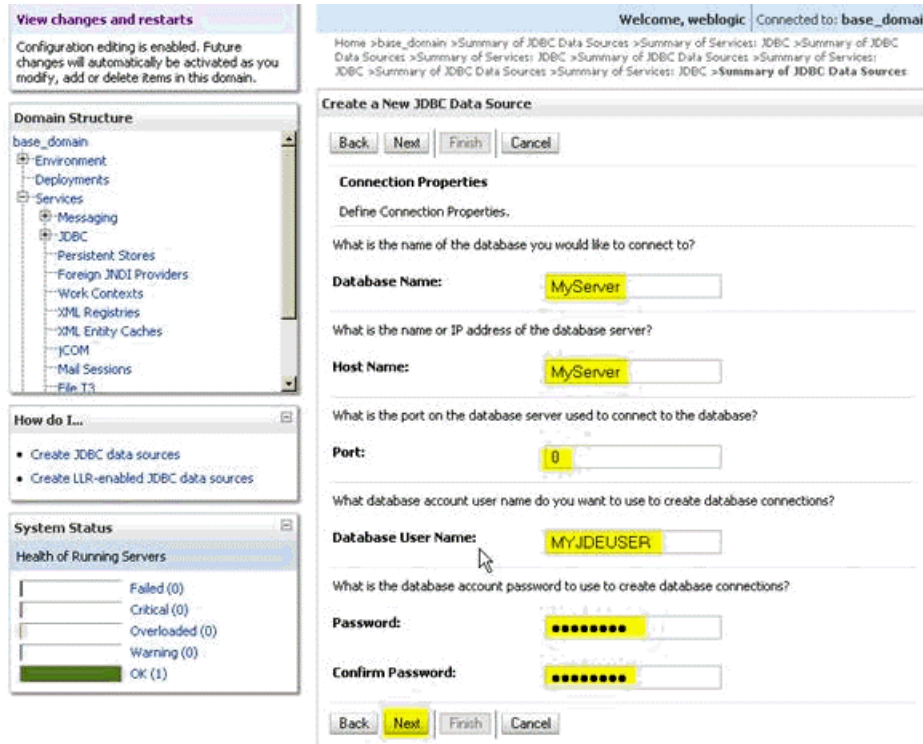 View changes and restarts
Configuration editing is enabled. Future
changes will automatically be activated as you
modify, add or delete items in this domain.
Domain Structure
base_domain
Environment
Deployments
Services
Messaging
JDBC
Persistent Stores
Foreign JNDI Providers
Work Contexts
XML Registries
XML Entity Caches
jCOM
Mail Sessions
File T3
How do I...
Create JDBC data sources
Create LLR-enabled JDBC data sources
System Status
Health of Running Servers
Failed (0)
Critical (0)
Overloaded (0)
Warning (0)
OK (1)
Welcome, weblogic Connected to: base_domai
Home >base_domain >Summary of JDBC Data Sources >Summary of Services: JDBC >Summary of JDBC
Data Sources >Summary of Services: JDBC >Summary of JDBC Data Sources >Summary of Services:
JDBC >Summary of JDBC Data Sources >Summary of Services: JDBC >Summary of JDBC Data Sources
Create a New JDBC Data Source
Back Next Finish Cancel
Connection Properties
Define Connection Properties.
What is the name of the database you would like to connect to?
Database Name: MyServer
What is the name or IP address of the database server?
Host Name: MyServer
What is the port on the database server used to connect to the database?
Port: 0
What database account user name do you want to use to create database connections?
Database User Name: MYJDEUSER
What is the database account password to use to create database connections?
Password: ●●●●●●●●
Confirm Password: ●●●●●●●●
Back Next Finish Cancel